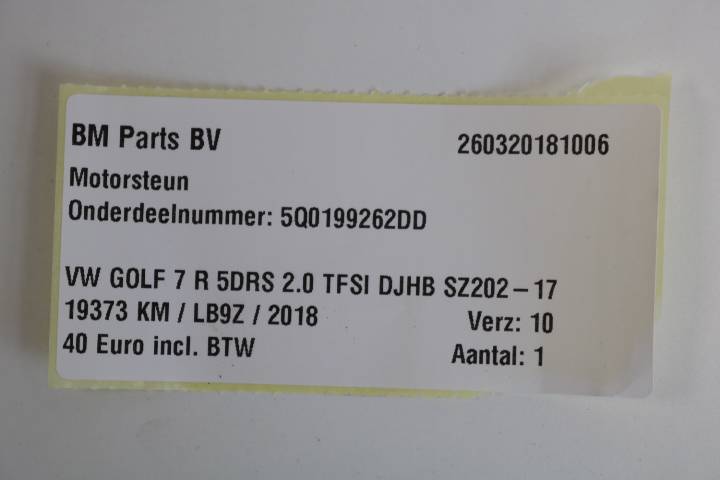 BM Parts BV 260320181006
Motorsteun
Onderdeelnummer: 5Q0199262DD
VW GOLF 7 R 5DRS 2.0 TFSI DJHB SZ202-17
19373 KM / LB9Z / 2018 Verz: 10
40 Euro incl. BTW Aantal: 1